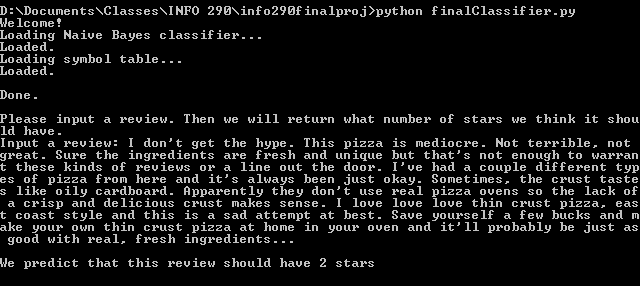 D:\Documents\Classes\INFO 290\info290finalproj>python finalClassifier.py
Welcome!
Loading Naive Bayes classifier...
Loaded.
Loading symbol table...
Loaded.
Done.
Please input a review. Then we will return what number of stars we think it shou
ld have.
Input a review: I don't get the hype. This pizza is mediocre. Not terrible, not
great. Sure the ingredients are fresh and unique but that's not enough to warran
t these kinds of reviews or a line out the door. I've had a couple different typ
es of pizza from here and it's always been just okay. Sometimes, the crust taste
s like oily cardboard. Apparently they don't use real pizza ovens so the lack of
 a crisp and delicious crust makes sense. I love love love thin crust pizza, eas
t coast style and this is a sad attempt at best. Save yourself a few bucks and m
ake your own thin crust pizza at home in your oven and it'll probably be just as
 good with real, fresh ingredients...
We predict that this review should have 2 stars